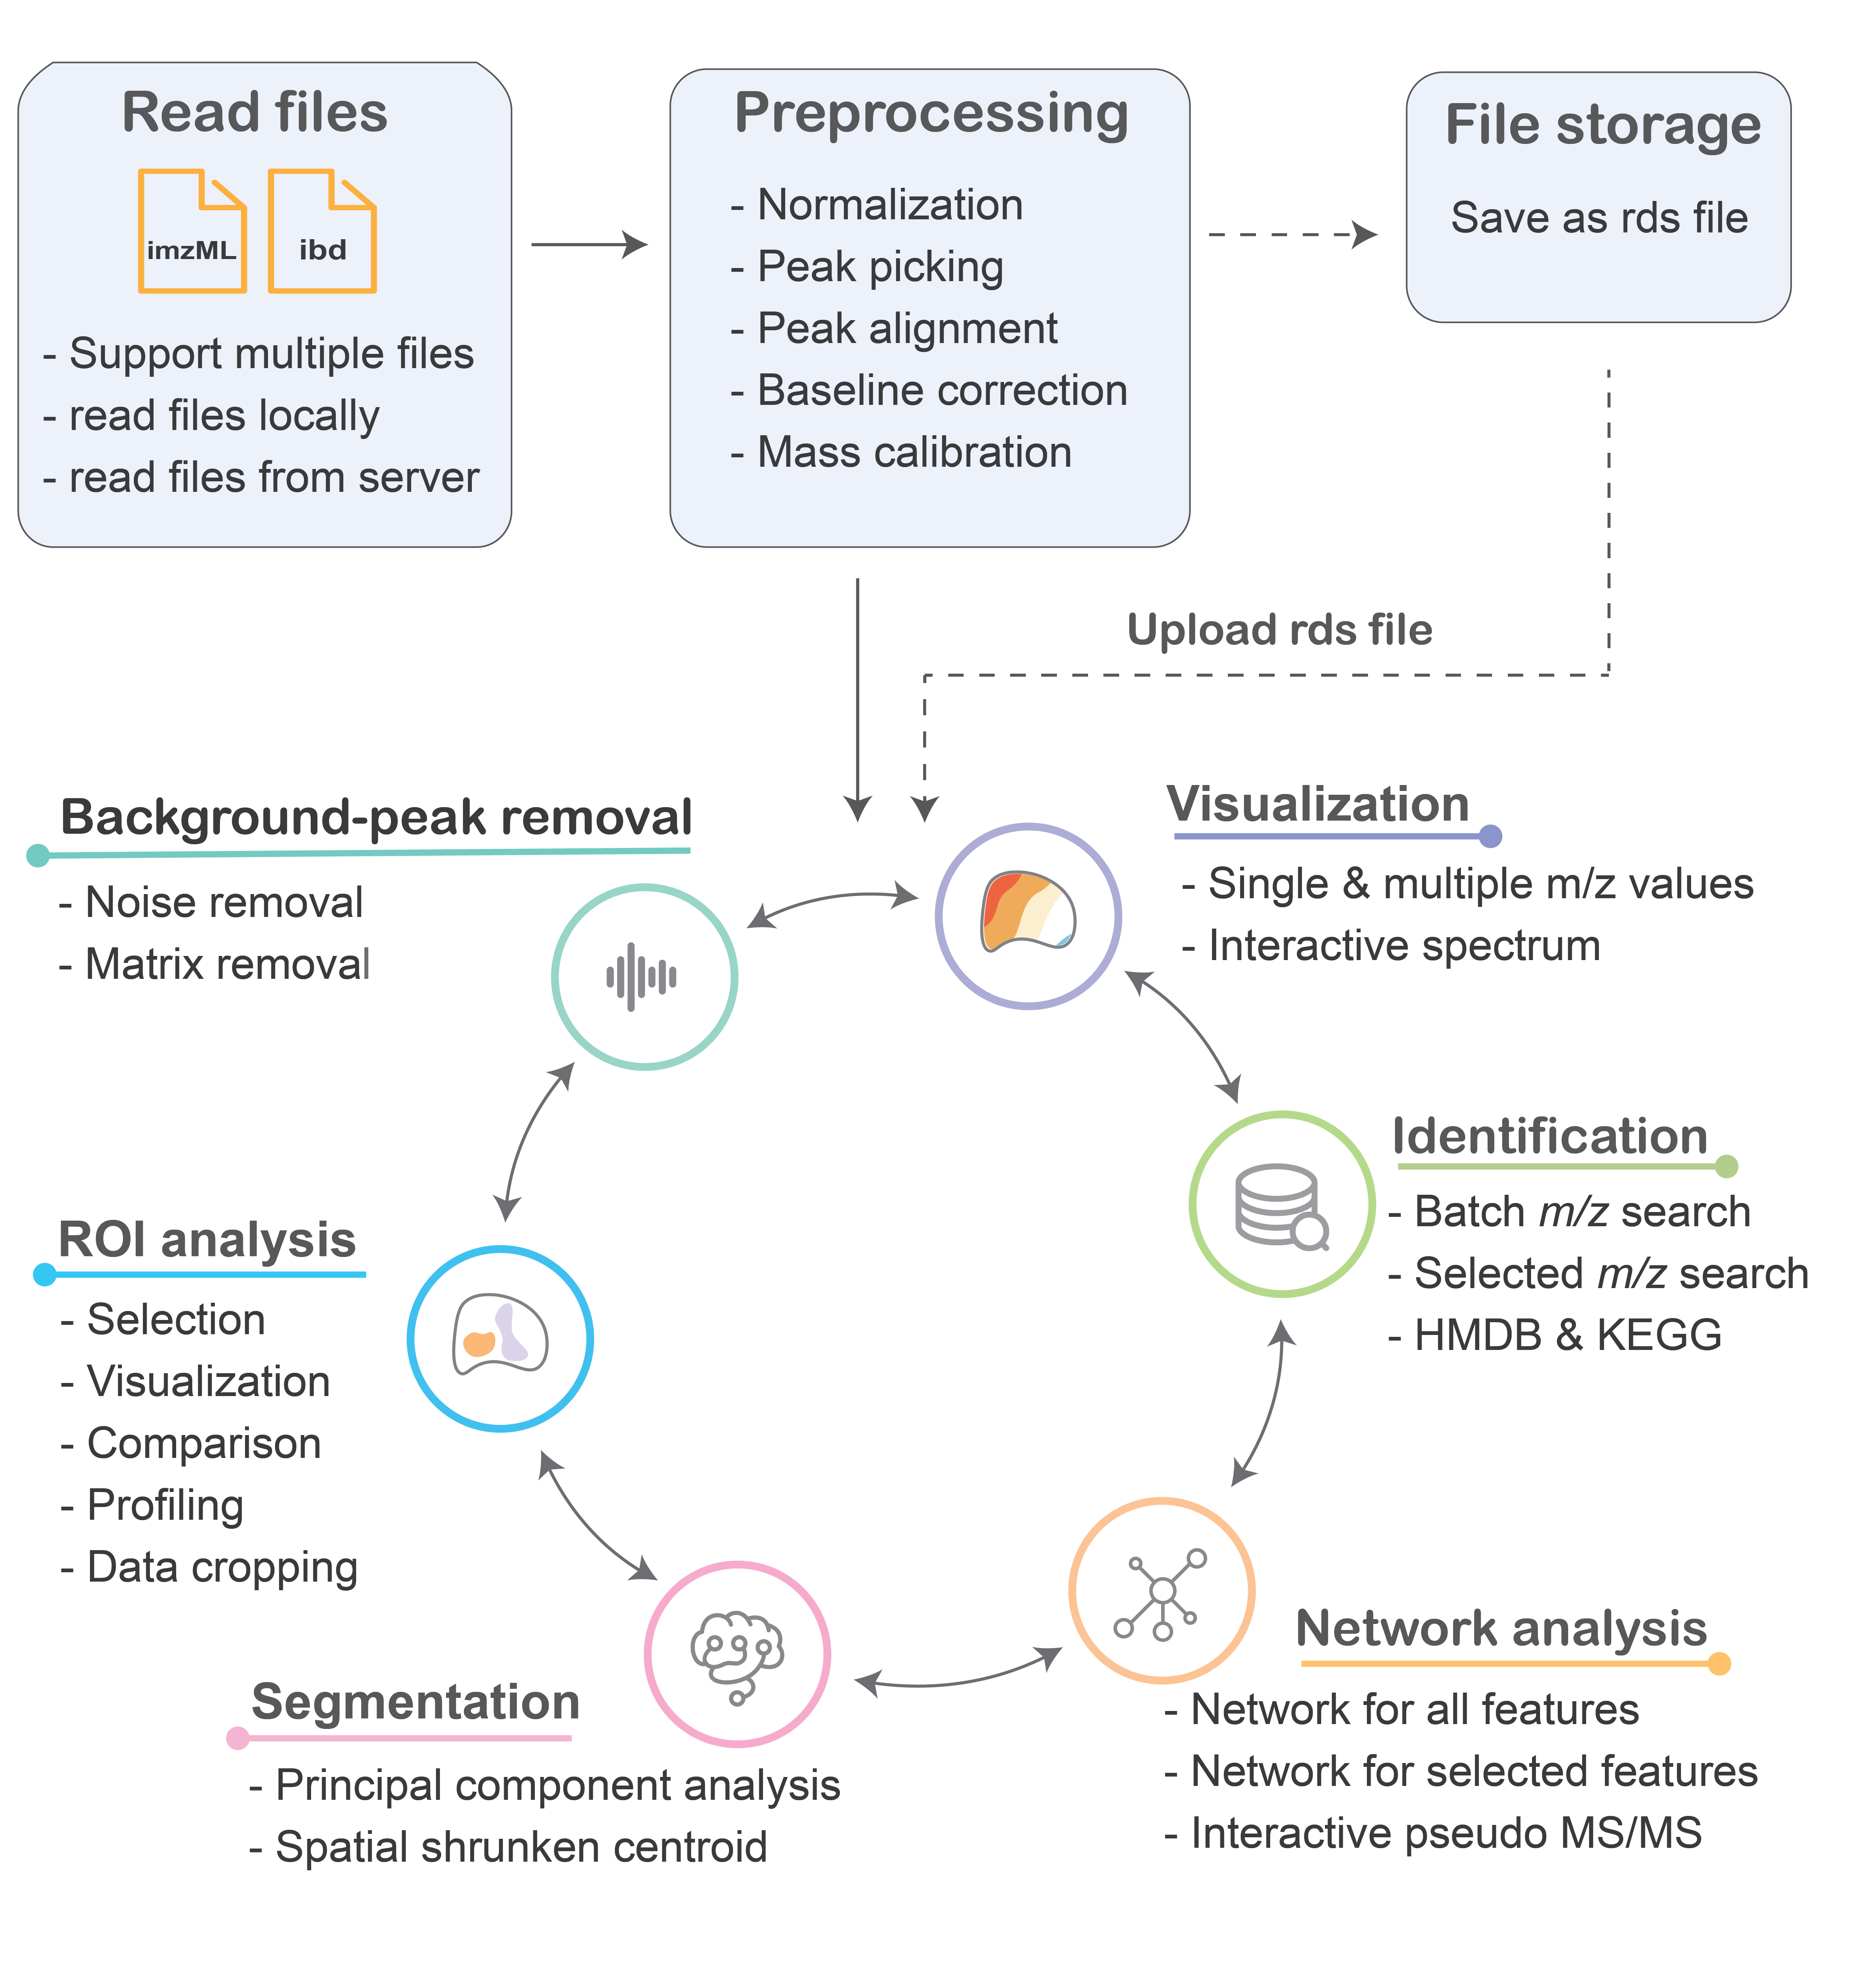 Read files
imzML
ibd
- Support multiple files
- read files locally
- read files from server
Preprocessing
- Normalization
- Peak picking
- Peak alignment
- Baseline correction
- Mass calibration
File storage
Save as rds file
Upload rds file
Background-peak removal
- Noise removal
- Matrix removal
Visualization
- Single & multiple m/z values
- Interactive spectrum
Identification
- Batch m/z search
- Selected m/z search
- HMDB & KEGG
ROI analysis
- Selection
- Visualization
- Comparison
- Profiling
- Data cropping
Network analysis
- Network for all features
- Network for selected features
- Interactive pseudo MS/MS
Segmentation
- Principal component analysis
- Spatial shrunken centroid